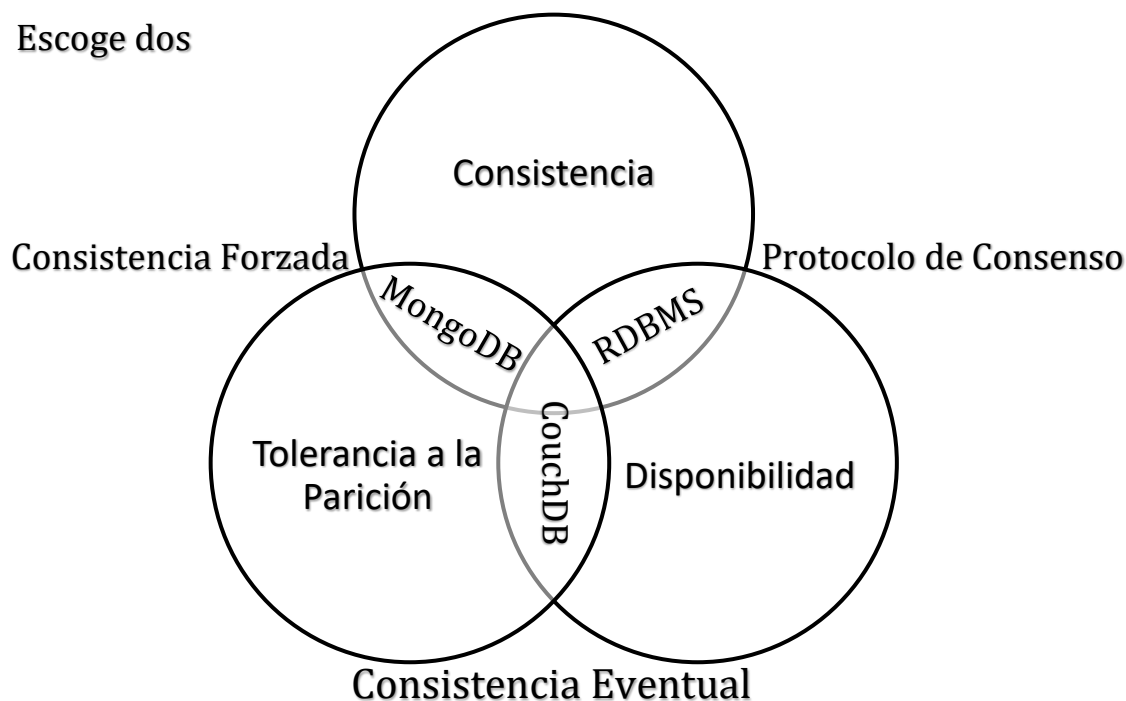 Escoge dos
Consistencia
Consistencia Forzada
Protocolo de Consenso
MongoDB
RDBMS
CouchDB
Tolerancia a la
Parición
Disponibilidad
Consistencia Eventual